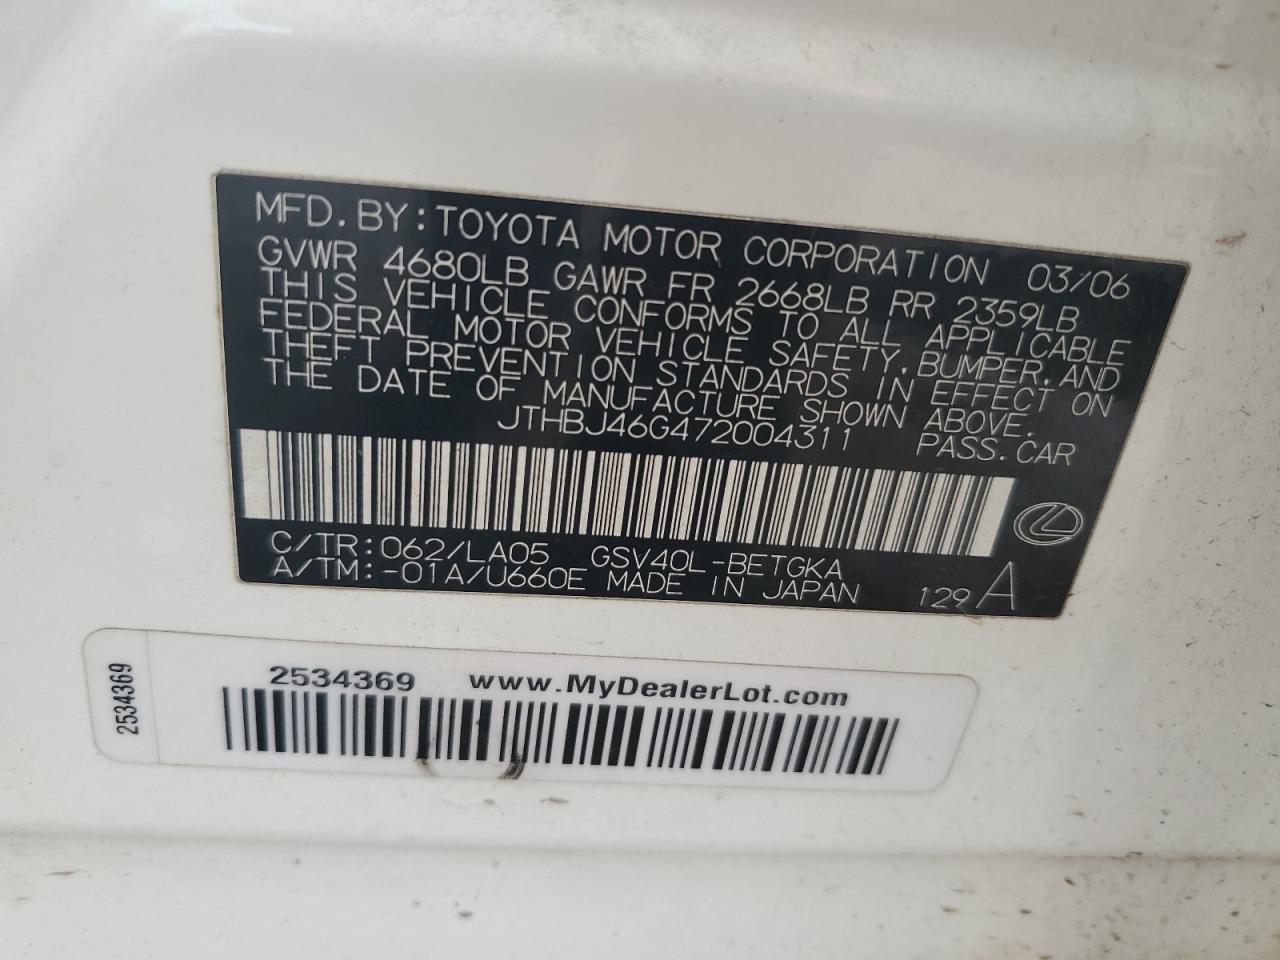 MFD. BY: TOYOTA MOTOR CORPORATION 03/06
GVWR 4680LB GAWR FR 2668LB RR 2359LB
THIS VEHICLE CONFORMS TO ALL APPLICABLE
FEDERAL MOTOR VEHICLE SAFETY, BUMPER, AND
THEFT PREVENTION STANDARDS IN EFFECT ON
THE DATE OF MANUFACTURE SHOWN ABOVE.
JTHBJ46G472004311 PASS. CAR
C/TR: 062/LA05 GSV40L-BETGKA
A/TM: -01A/U660E MADE IN JAPAN 129 A
2534369
2534369 www.MyDealerLot.com